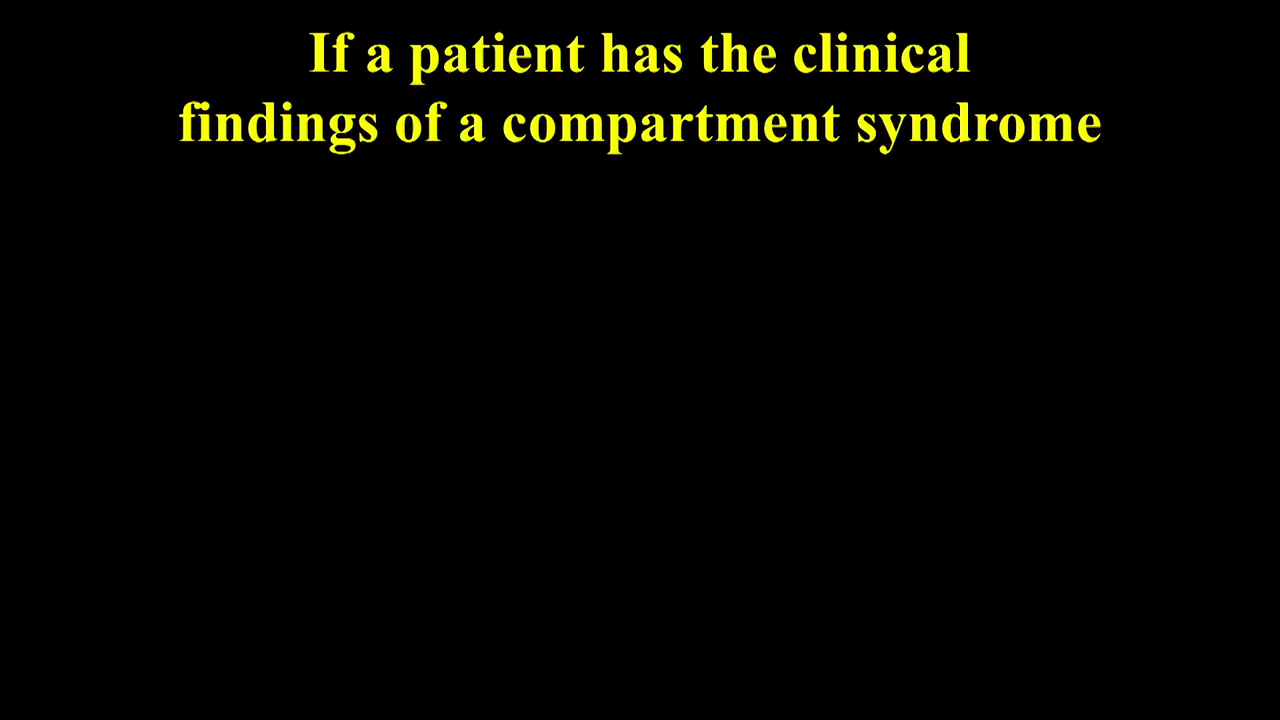 If a patient has the clinical
findings of a compartment syndrome